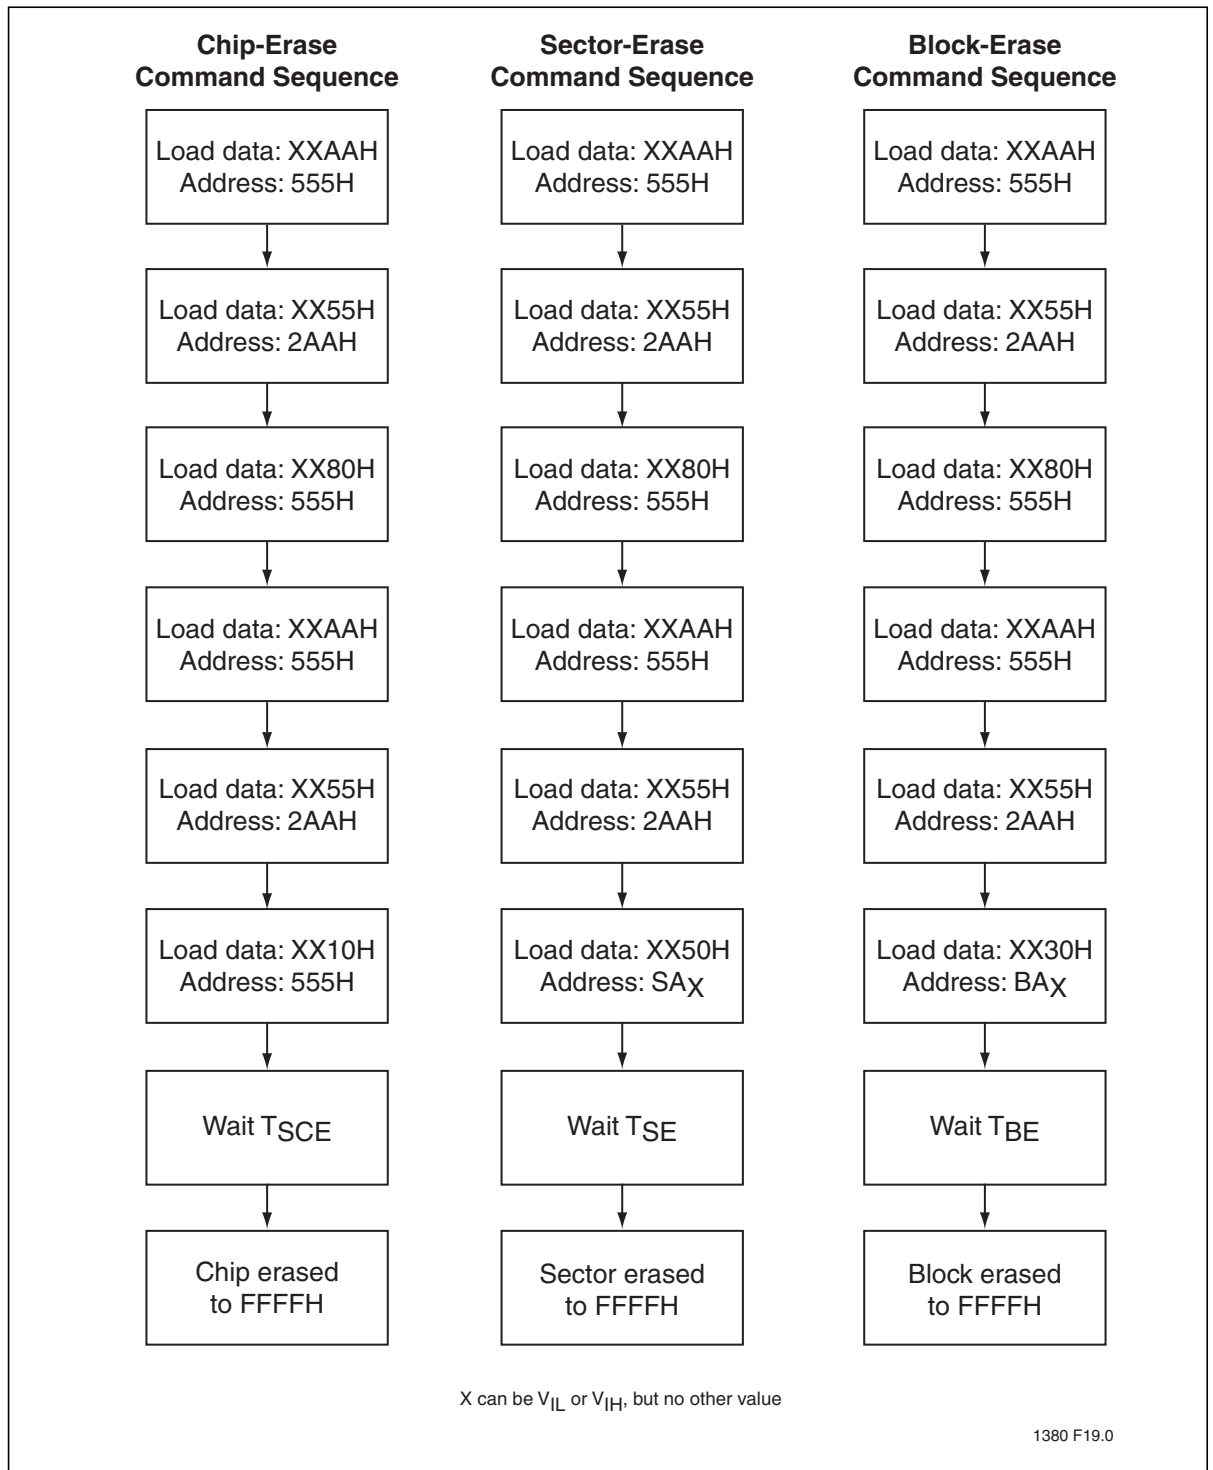 Chip-Erase
Command Sequence
Load data: XXAAH
Address: 555H
Load data: XX55H
Address: 2AAH
Load data: XX80H
Address: 555H
Load data: XXAAH
Address: 555H
Load data: XX55H
Address: 2AAH
Load data: XX10H
Address: 555H
Wait TSCE
Chip erased
to FFFFH
Sector-Erase
Command Sequence
Load data: XXAAH
Address: 555H
Load data: XX55H
Address: 2AAH
Load data: XX80H
Address: 555H
Load data: XXAAH
Address: 555H
Load data: XX55H
Address: 2AAH
Load data: XX50H
Address: SAX
Wait TSE
Sector erased
to FFFFH
Block-Erase
Command Sequence
Load data: XXAAH
Address: 555H
Load data: XX55H
Address: 2AAH
Load data: XX80H
Address: 555H
Load data: XXAAH
Address: 555H
Load data: XX55H
Address: 2AAH
Load data: XX30H
Address: BAX
Wait TBE
Block erased
to FFFFH
X can be VIL or VIH, but no other value
1380 F19.0